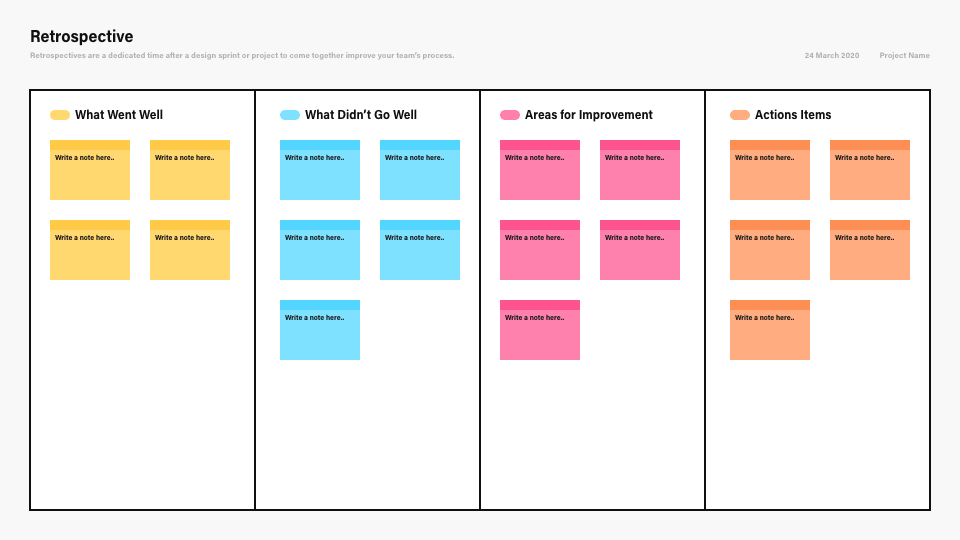 Retrospective
Retrospectives are a dedicated time after a design sprint or project to come together improve your team's process.
24 March 2020 Project Name
What Went Well
What Didn't Go Well
Areas for Improvement
Actions Items
Write a note here.. Write a note here.. Write a note here.. Write a note here.. Write a note here.. Write a note here.. Write a note here.. Write a note here..
Write a note here.. Write a note here.. Write a note here.. Write a note here.. Write a note here.. Write a note here.. Write a note here.. Write a note here..
Write a note here.. Write a note here.. Write a note here..